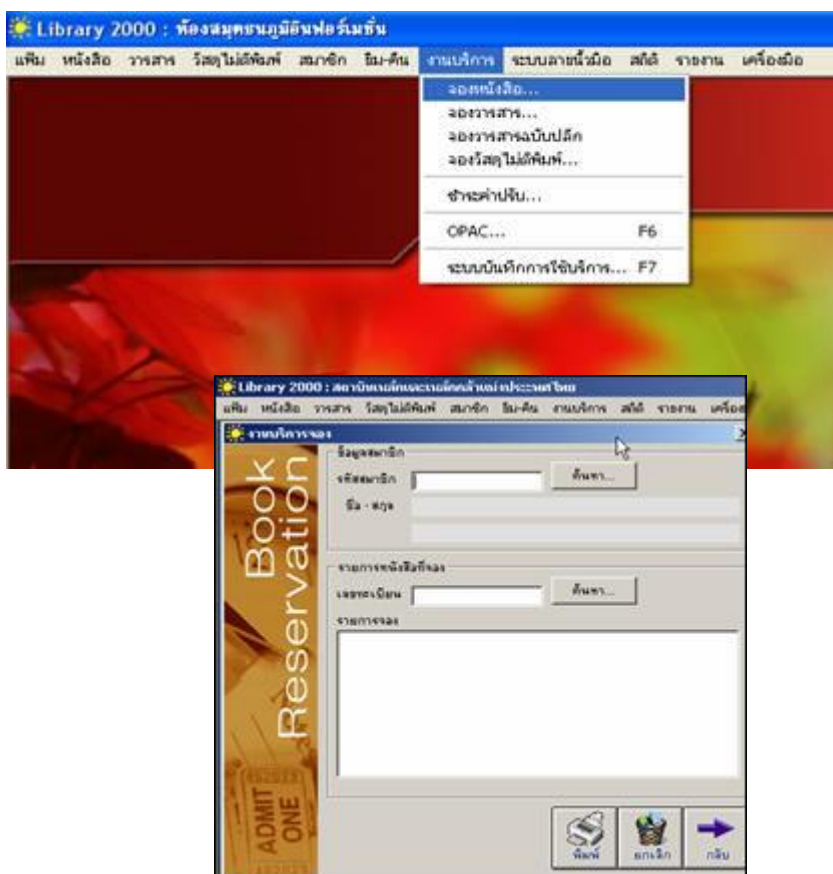 Library 2000 : ห้องสมุดธนภูมิอินฟอร์เมชั่น
แฟ้ม หนังสือ วารสาร วัสดุไม่ตีพิมพ์ สมาชิก ยืม-คืน งานบริการ ระบบลายนิ้วมือ สถิติ รายงาน เครื่องมือ
จองหนังสือ...
จองวารสาร...
จองวารสารฉบับปลีก
จองวัสดุไม่ตีพิมพ์...
ชำระค่าปรับ...
OPAC... F6
ระบบบันทึกการใช้บริการ... F7
Library 2000 :
แฟ้ม หนังสือ วารสาร วัสดุไม่ตีพิมพ์ สมาชิก ยืม-คืน งานบริการ สถิติ รายงาน
งานบริการจอง
Book
Reservation
ADMIT
ONE
ข้อมูลสมาชิก
รหัสสมาชิก ค้นหา...
ชื่อ - สกุล
รายการหนังสือที่จอง
เลขทะเบียน ค้นหา...
รายการจอง
พิมพ์ ยกเลิก กลับ